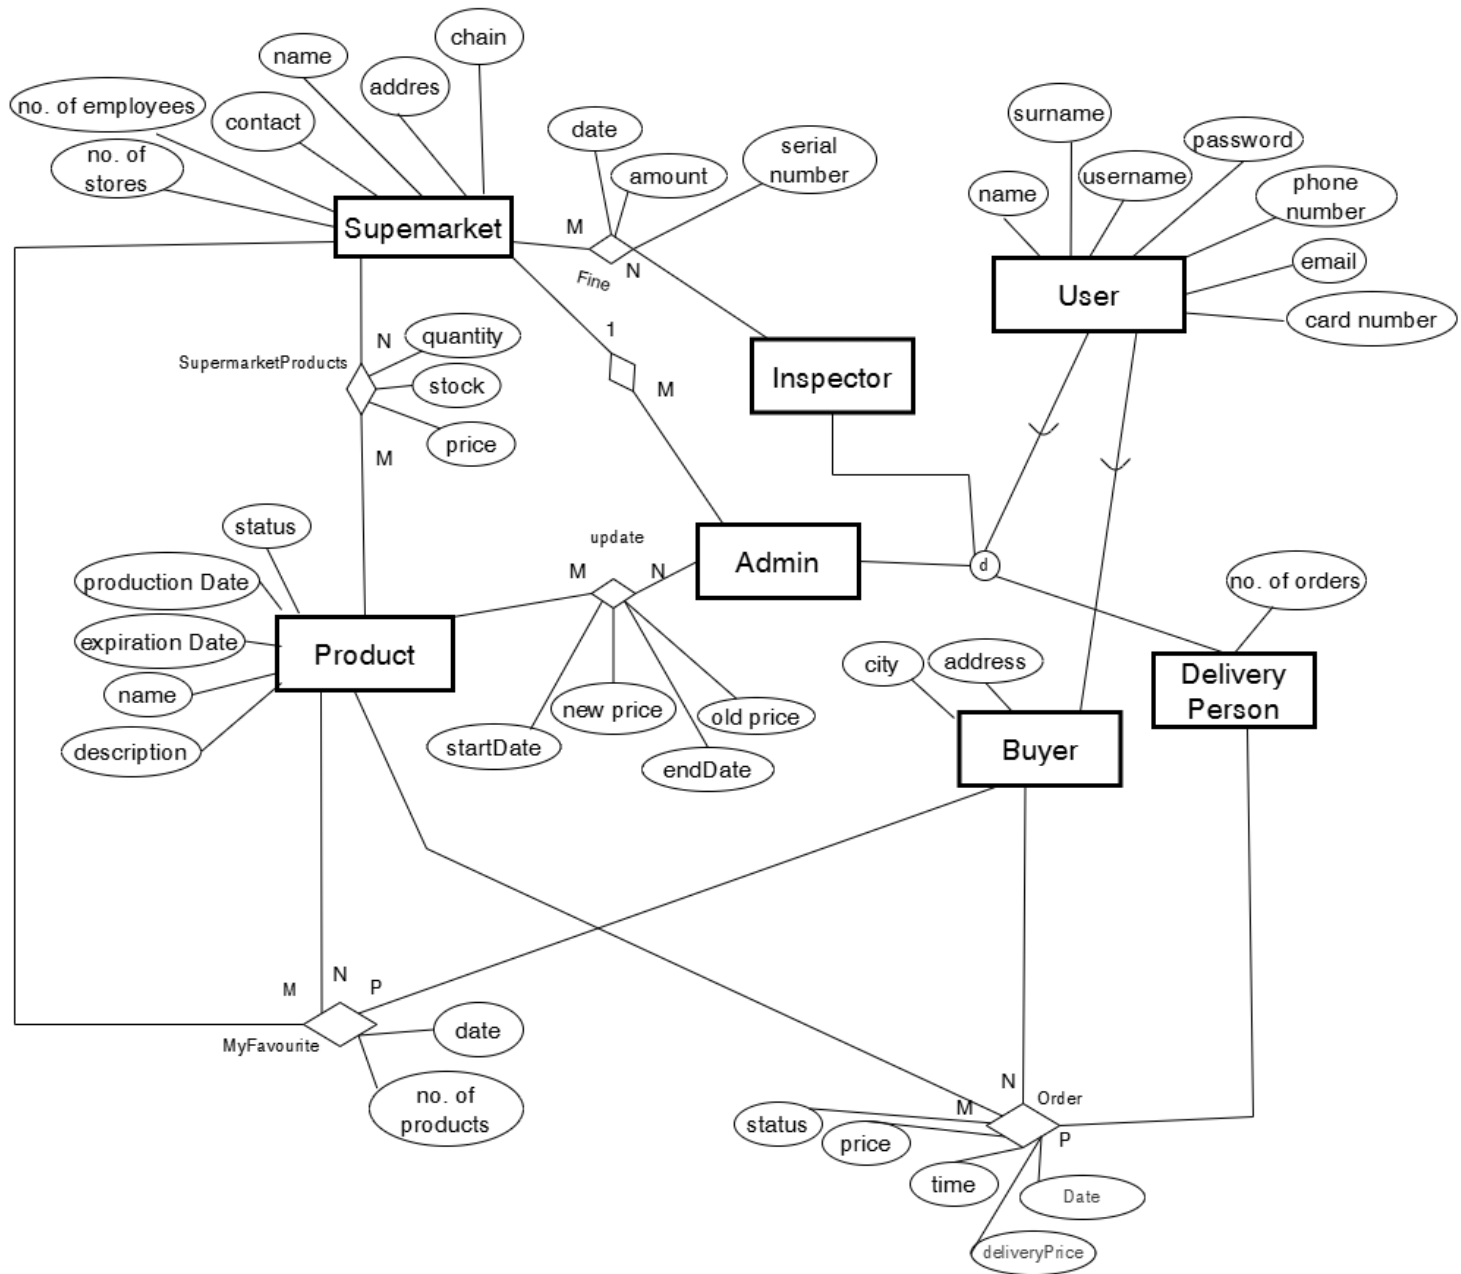 chain
name
addres
no. of employees
contact
no. of
stores
Supemarket
date
amount
serial
number
M
N
Fine
surname
password
username
name
phone
number
email
card number
User
1
M
Inspector
SupermarketProducts
N
quantity
stock
price
M
status
production Date
expiration Date
name
description
Product
update
M
N
Admin
d
startDate
new price
old price
endDate
no. of orders
city
address
Delivery
Person
Buyer
M
N
P
MyFavourite
date
no. of
products
N
Order
M
P
status
price
time
Date
deliveryPrice